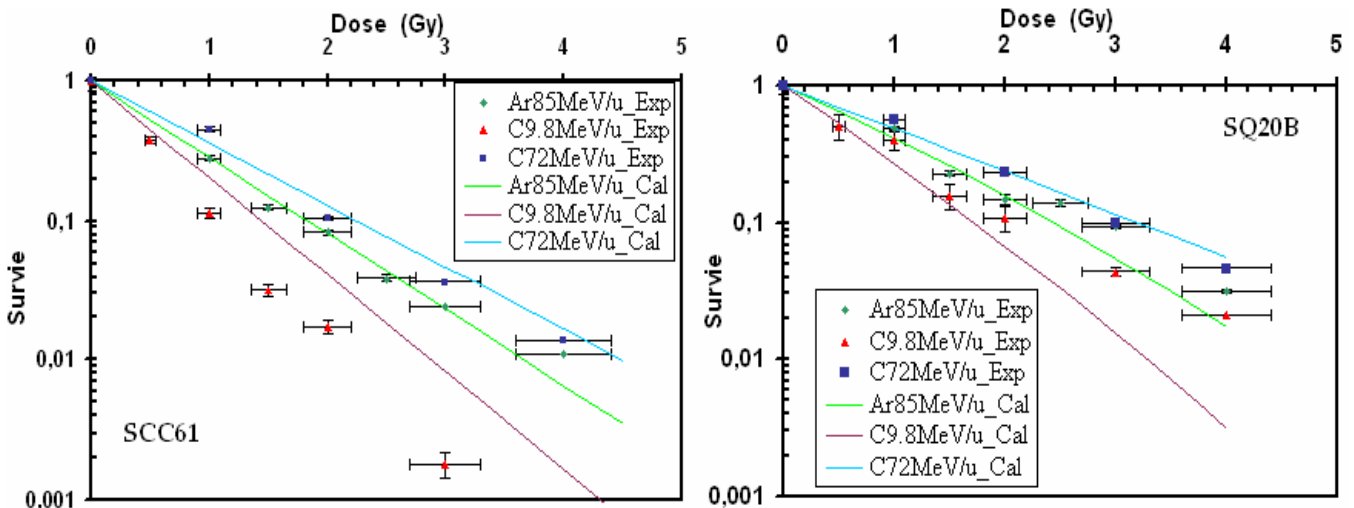 Dose (Gy)
0 1 2 3 4 5
1
0,1
0,01
0,001
Survie
Ar85MeV/u_Exp
C9.8MeV/u_Exp
C72MeV/u_Exp
Ar85MeV/u_Cal
C9.8MeV/u_Cal
C72MeV/u_Cal
SCC61
Dose (Gy)
0 1 2 3 4 5
1
0,1
0,01
0,001
Survie
SQ20B
Ar85MeV/u_Exp
C9.8MeV/u_Exp
C72MeV/u_Exp
Ar85MeV/u_Cal
C9.8MeV/u_Cal
C72MeV/u_Cal